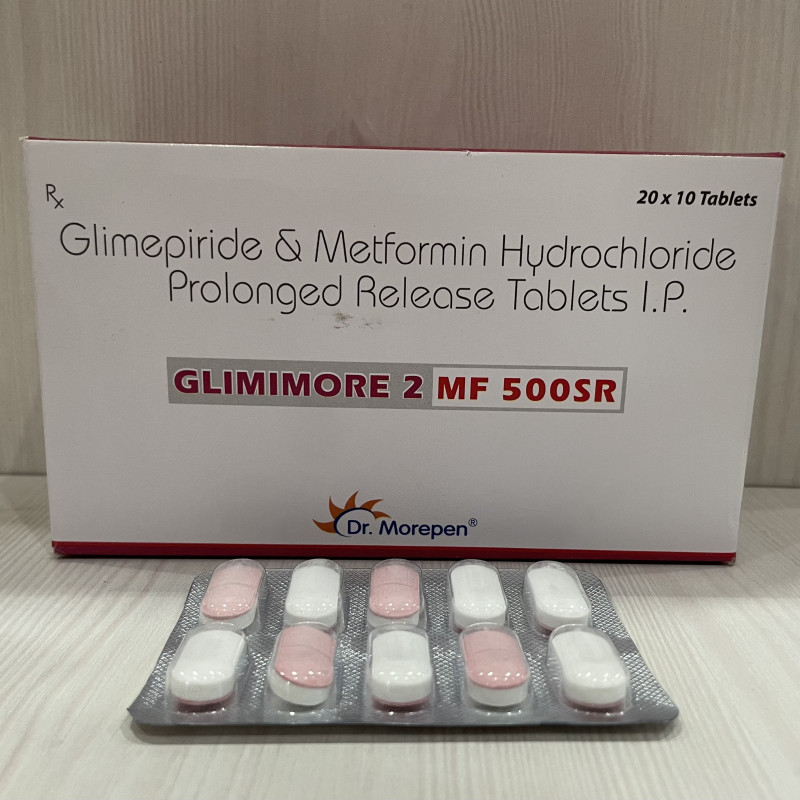 Rx
20 x 10 Tablets
Glimepiride & Metformin Hydrochloride
Prolonged Release Tablets I.P.
GLIMIMORE 2 MF 500SR
Dr. Morepen®